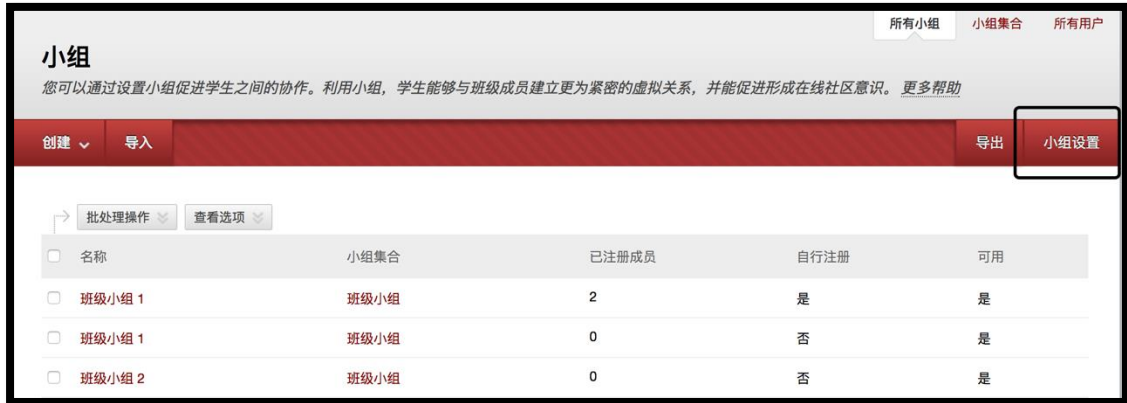 所有小组 小组集合 所有用户
小组
您可以通过设置小组促进学生之间的协作。利用小组，学生能够与班级成员建立更为紧密的虚拟关系，并能促进形成在线社区意识。 更多帮助
创建 导入 导出 小组设置
批处理操作 查看选项
名称 小组集合 已注册成员 自行注册 可用
班级小组 1 班级小组 2 是 是
班级小组 1 班级小组 0 否 是
班级小组 2 班级小组 0 否 是